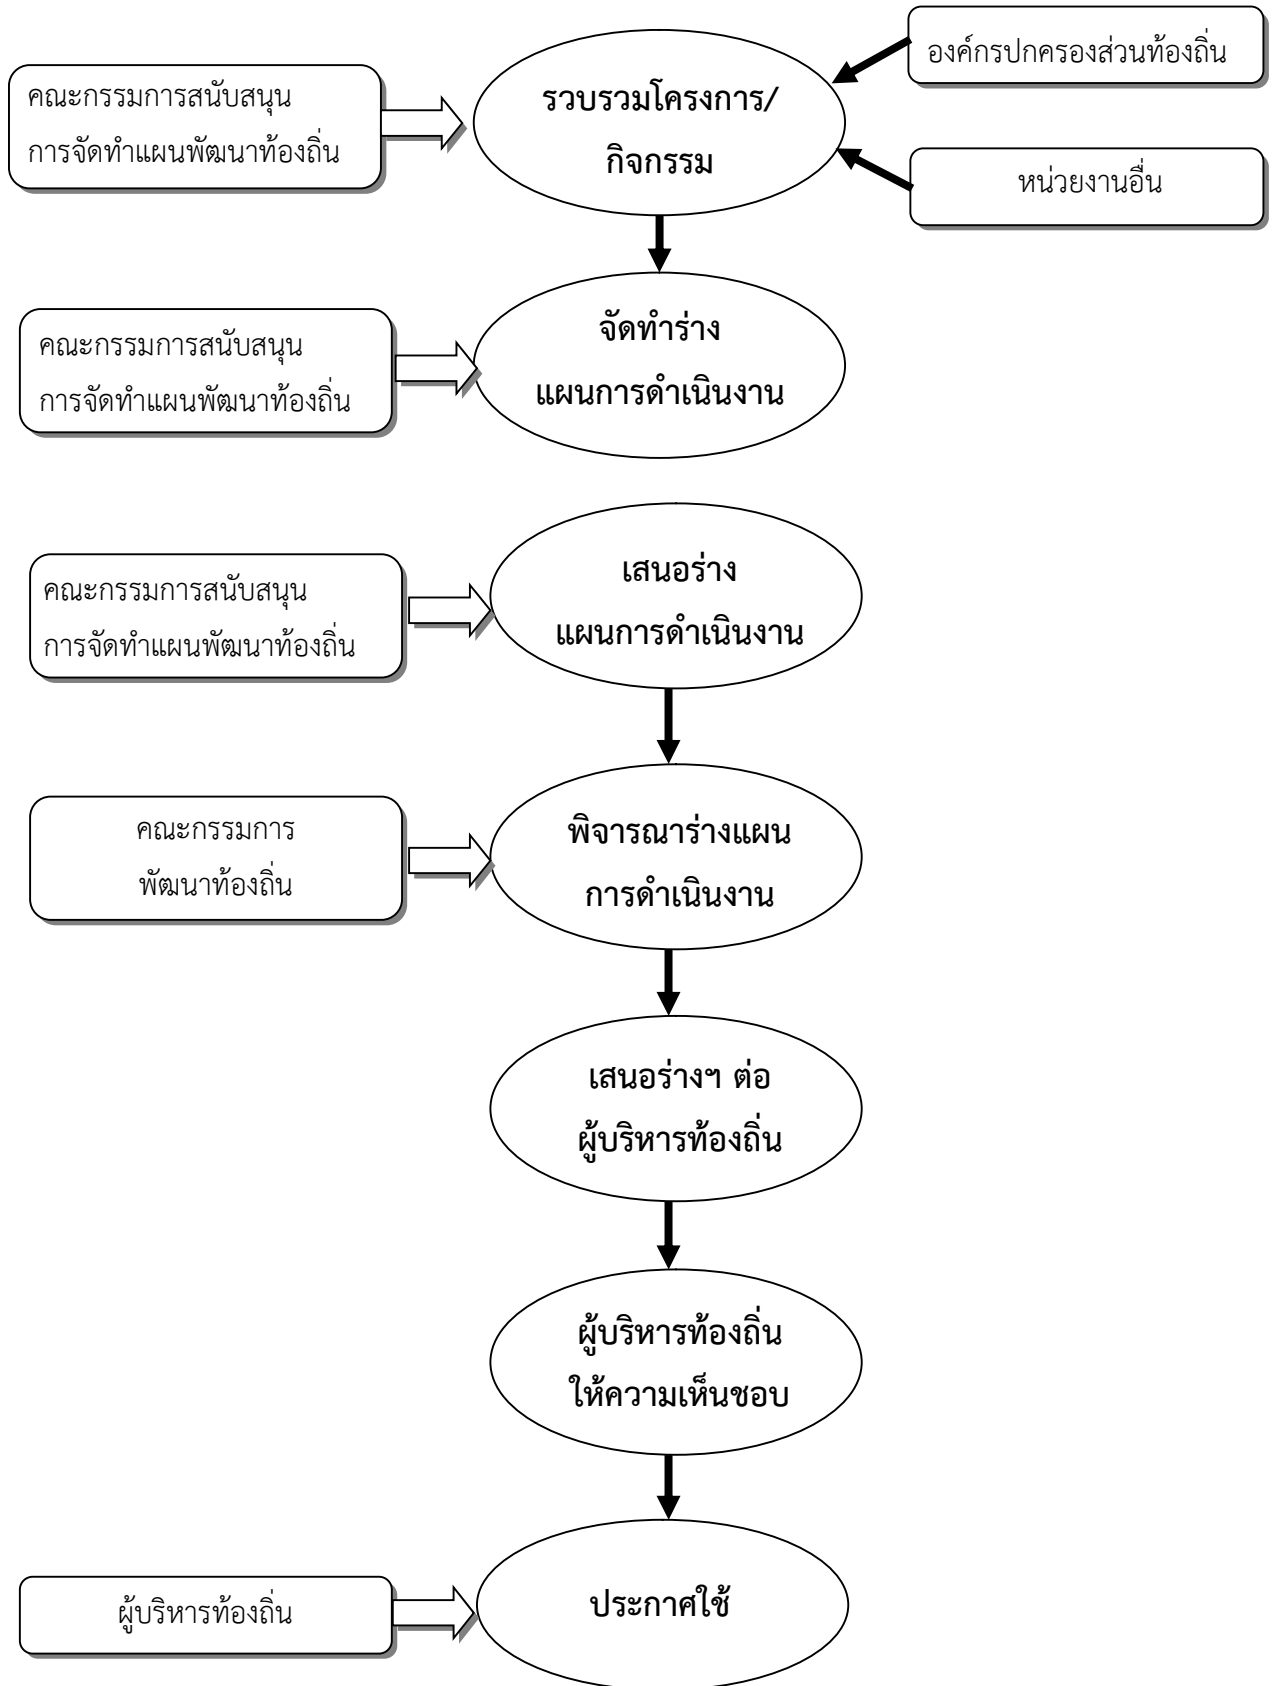 องค์กรปกครองส่วนท้องถิ่น
คณะกรรมการสนับสนุน
การจัดทำแผนพัฒนาท้องถิ่น
รวบรวมโครงการ/
กิจกรรม
หน่วยงานอื่น
คณะกรรมการสนับสนุน
การจัดทำแผนพัฒนาท้องถิ่น
จัดทำร่าง
แผนการดำเนินงาน
คณะกรรมการสนับสนุน
การจัดทำแผนพัฒนาท้องถิ่น
เสนอร่าง
แผนการดำเนินงาน
คณะกรรมการ
พัฒนาท้องถิ่น
พิจารณาร่างแผน
การดำเนินงาน
เสนอร่างฯ ต่อ
ผู้บริหารท้องถิ่น
ผู้บริหารท้องถิ่น
ให้ความเห็นชอบ
ผู้บริหารท้องถิ่น
ประกาศใช้